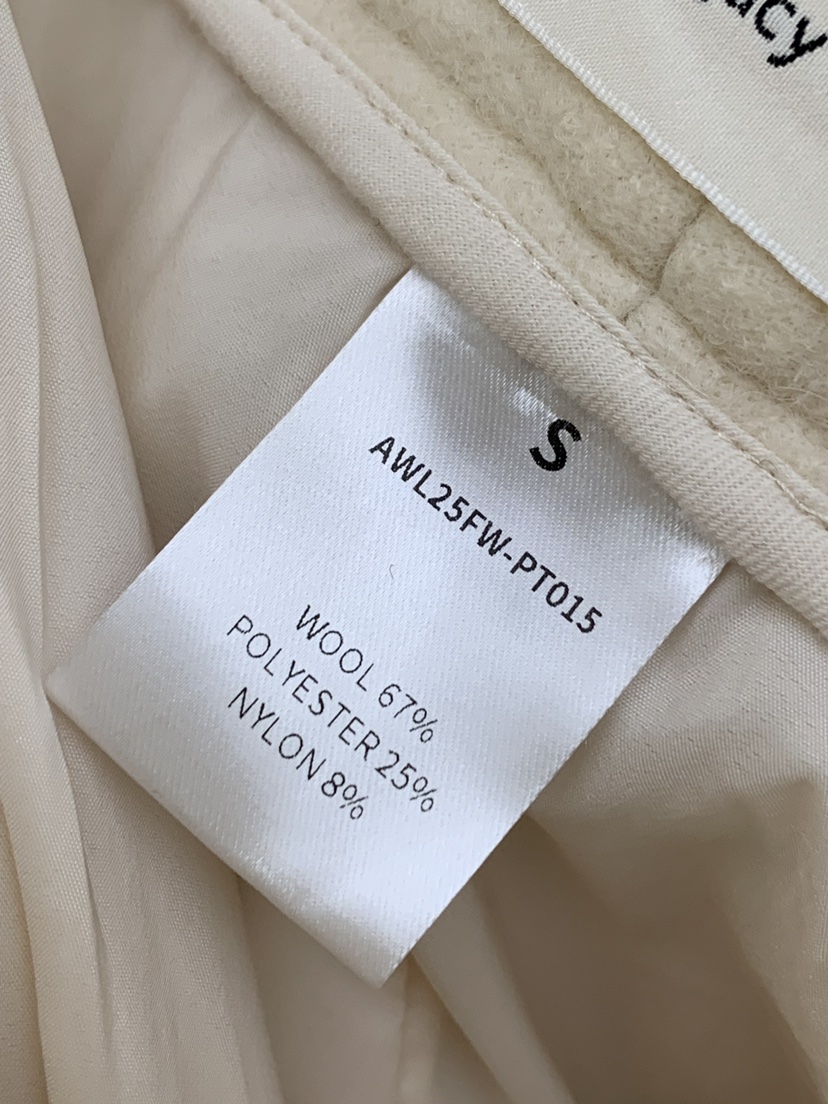 S
AWL25FW-PT015
WOOL 67%
POLYESTER 25%
NYLON 8%